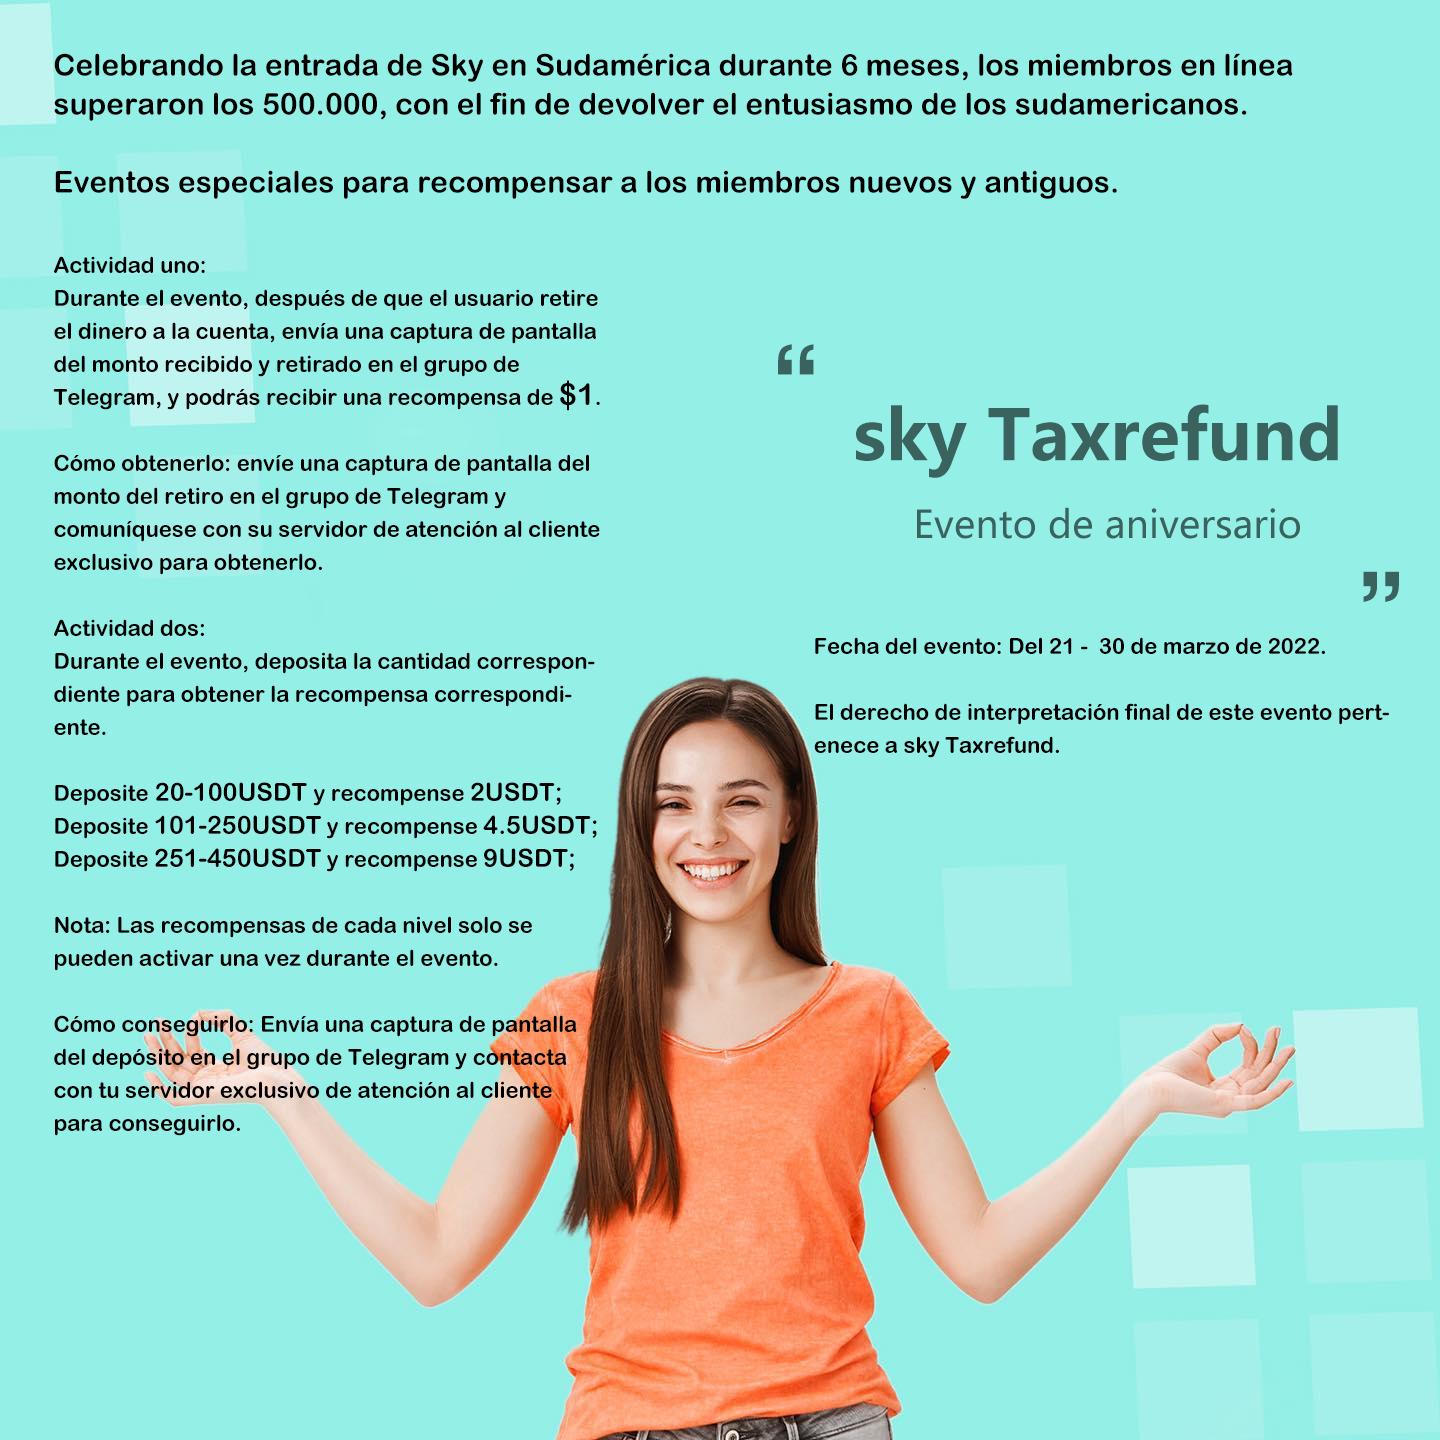 Celebrando la entrada de Sky en Sudamérica durante 6 meses, los miembros en línea
superaron los 500.000, con el fin de devolver el entusiasmo de los sudamericanos.
Eventos especiales para recompensar a los miembros nuevos y antiguos.
Actividad uno:
Durante el evento, después de que el usuario retire
el dinero a la cuenta, envía una captura de pantalla
del monto recibido y retirado en el grupo de
Telegram, y podrás recibir una recompensa de $1.
Cómo obtenerlo: envíe una captura de pantalla del
monto del retiro en el grupo de Telegram y
comuníquese con su servidor de atención al cliente
exclusivo para obtenerlo.
Actividad dos:
Durante el evento, deposita la cantidad correspon-
diente para obtener la recompensa correspondi-
ente.
Deposite 20-100USDT y recompense 2USDT;
Deposite 101-250USDT y recompense 4.5USDT;
Deposite 251-450USDT y recompense 9USDT;
Nota: Las recompensas de cada nivel solo se
pueden activar una vez durante el evento.
Cómo conseguirlo: Envía una captura de pantalla
del depósito en el grupo de Telegram y contacta
con tu servidor exclusivo de atención al cliente
para conseguirlo.
“
sky Taxrefund
Evento de aniversario
”
Fecha del evento: Del 21 -  30 de marzo de 2022.
El derecho de interpretación final de este evento pert-
enece a sky Taxrefund.